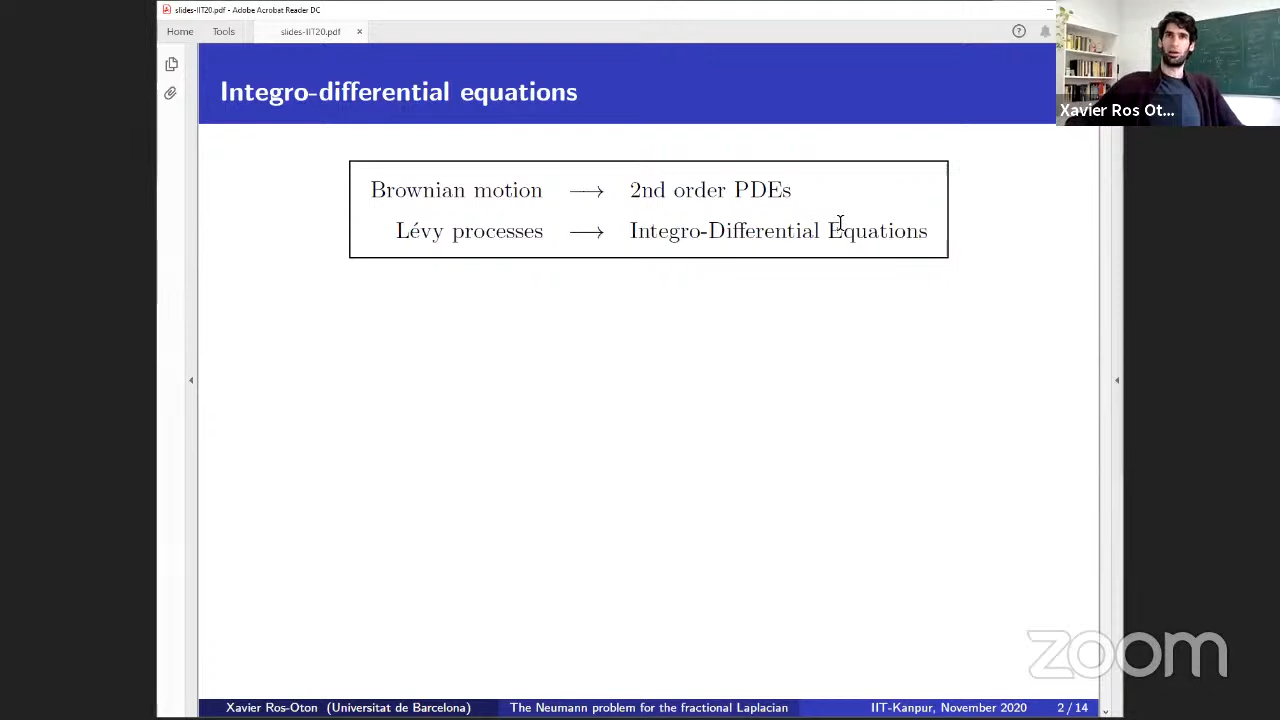 slides-IIT20.pdf - Adobe Acrobat Reader DC
Home Tools slides-IIT20.pdf ×
Integro-differential equations
Xavier Ros Ot...
Brownian motion ⟶ 2nd order PDEs
Lévy processes ⟶ Integro-Differential Equations
zoom
Xavier Ros-Oton (Universitat de Barcelona) The Neumann problem for the fractional Laplacian IIT-Kanpur, November 2020 2 / 14